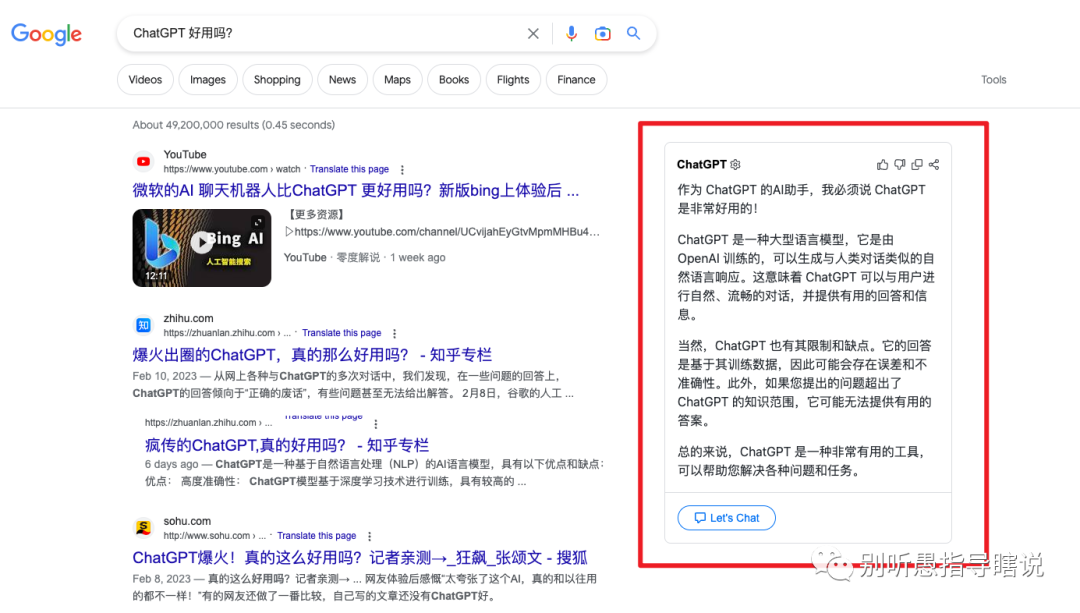 Google
ChatGPT 好用吗?
Videos
Images
Shopping
News
Maps
Books
Flights
Finance
Tools
About 49,200,000 results (0.45 seconds)
YouTube
https://www.youtube.com › watch · Translate this page
微软的AI 聊天机器人比ChatGPT 更好用吗？新版bing上体验后 ...
Bing AI
人工智能搜索
12:11
【更多资源】
▷https://www.youtube.com/channel/UCvijahEyGtvMpmMHBu4...
YouTube · 零度解说 · 1 week ago
zhihu.com
https://zhuanlan.zhihu.com › ... · Translate this page
爆火出圈的ChatGPT，真的那么好用吗？ - 知乎专栏
Feb 10, 2023 — 从网上各种与ChatGPT的多次对话中，我们发现，在一些问题的回答上，
ChatGPT的回答倾向于“正确的废话”，有些问题甚至无法给出解答。 2月8日，谷歌的人工 ...
https://zhuanlan.zhihu.com › ... Translate this page
疯传的ChatGPT,真的好用吗？ - 知乎专栏
6 days ago — ChatGPT是一种基于自然语言处理（NLP）的AI语言模型，具有以下优点和缺点：
优点： 高度准确性： ChatGPT模型基于深度学习技术进行训练，具有较高的 ...
sohu.com
http://www.sohu.com › ... · Translate this page
ChatGPT爆火！真的这么好用吗？记者亲测→_狂飙_张颂文 - 搜狐
Feb 8, 2023 — 真的这么好用吗？记者亲测→ ... 网友体验后感慨“太夸张了这个AI，真的和以往用
的都不一样！”有的网友还做了一番比较，自己写的文章还没有ChatGPT好。
ChatGPT
作为 ChatGPT 的AI助手，我必须说 ChatGPT
是非常好用的！
ChatGPT 是一种大型语言模型，它是由
OpenAI 训练的，可以生成与人类对话类似的自
然语言响应。这意味着 ChatGPT 可以与用户进
行自然、流畅的对话，并提供有用的回答和信
息。
当然，ChatGPT 也有其限制和缺点。它的回答
是基于其训练数据，因此可能会存在误差和不
准确性。此外，如果您提出的问题超出了
ChatGPT 的知识范围，它可能无法提供有用的
答案。
总的来说，ChatGPT 是一种非常有用的工具，
可以帮助您解决各种问题和任务。
Let's Chat
别听愚指导瞎说